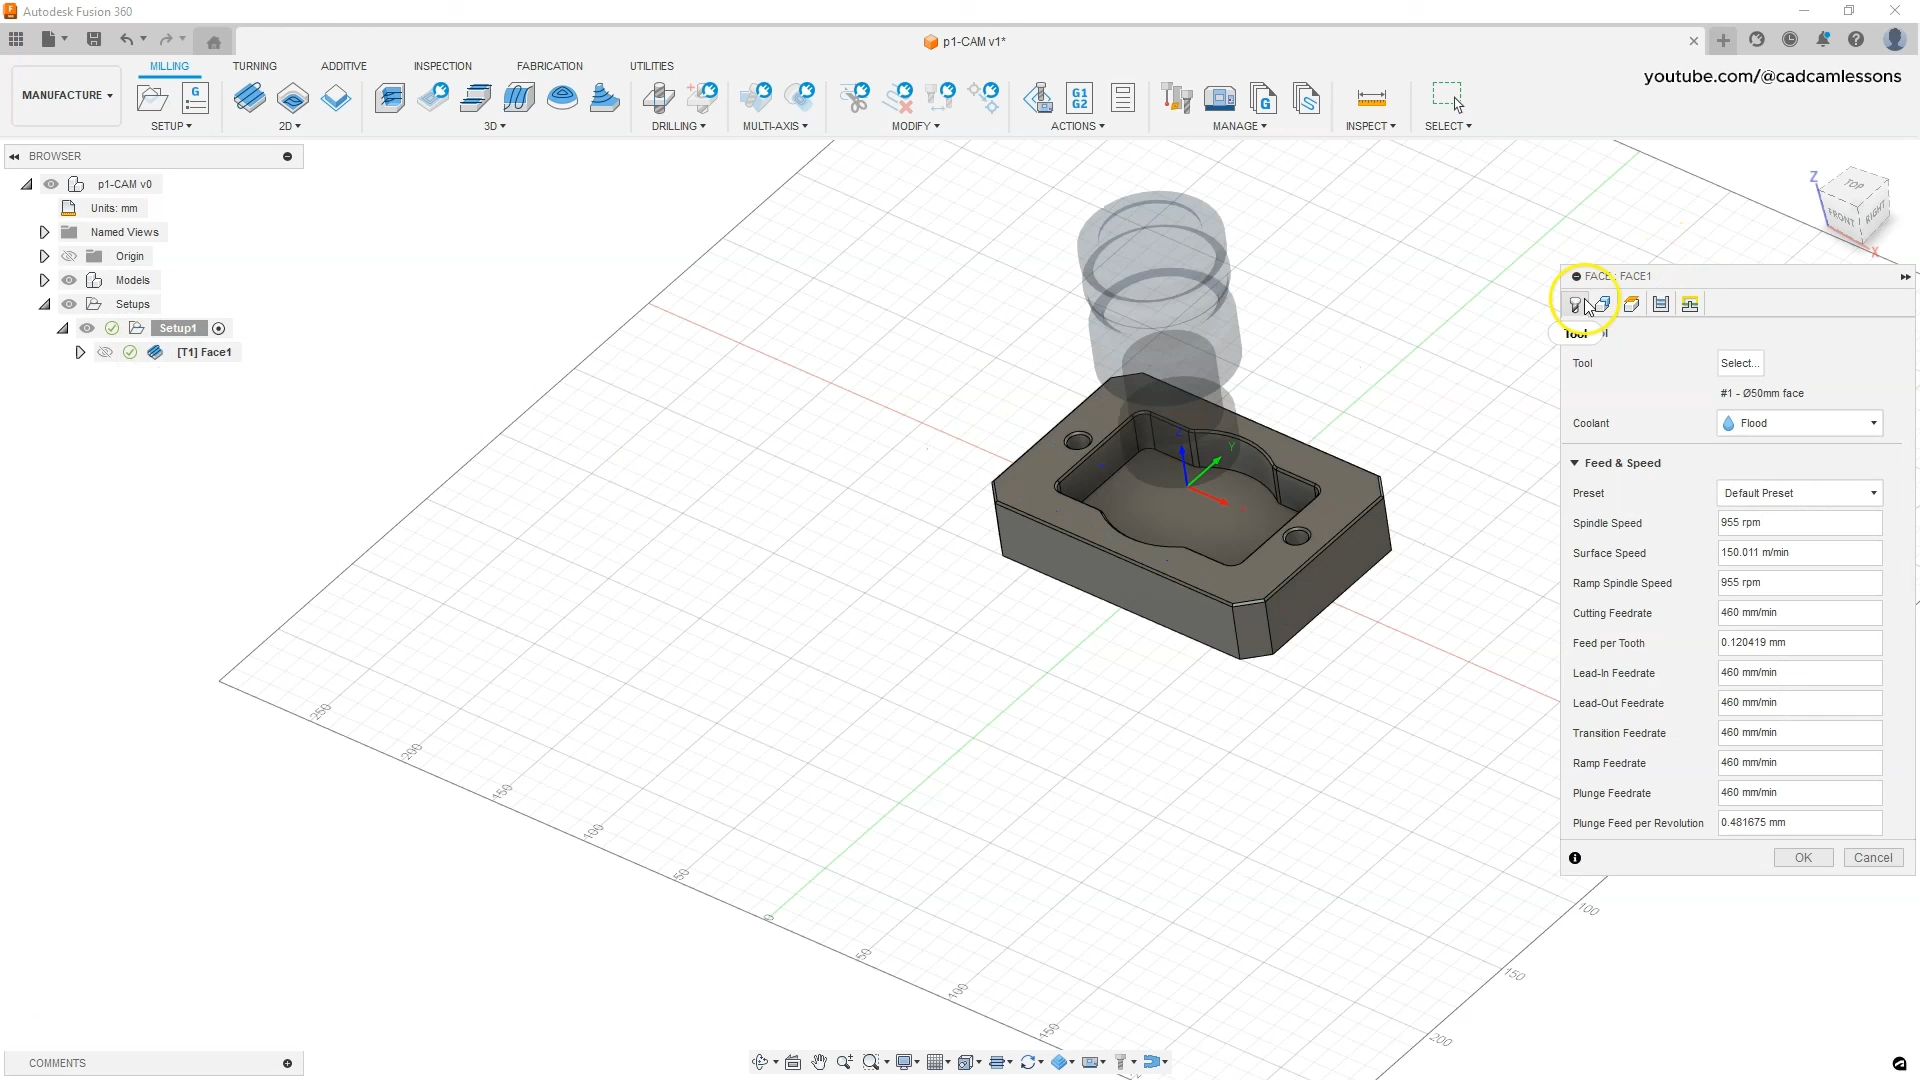 Autodesk Fusion 360
p1-CAM v1*
MILLING
TURNING
ADDITIVE
INSPECTION
FABRICATION
UTILITIES
youtube.com/@cadcamlessons
MANUFACTURE
SETUP
2D
3D
DRILLING
MULTI-AXIS
MODIFY
ACTIONS
MANAGE
INSPECT
SELECT
G
G1
G2
G
BROWSER
p1-CAM v0
Units: mm
Named Views
Origin
Models
Setups
Setup1
[T1] Face1
Z
TOP
FRONT
RIGHT
X
FACE : FACE1
Tool
Tool
Select...
#1 - Ø50mm face
Coolant
Flood
Feed & Speed
Preset
Default Preset
Spindle Speed
955 rpm
Surface Speed
150.011 m/min
Ramp Spindle Speed
955 rpm
Cutting Feedrate
460 mm/min
Feed per Tooth
0.120419 mm
Lead-In Feedrate
460 mm/min
Lead-Out Feedrate
460 mm/min
Transition Feedrate
460 mm/min
Ramp Feedrate
460 mm/min
Plunge Feedrate
460 mm/min
Plunge Feed per Revolution
0.481675 mm
OK
Cancel
Y
250
200
150
100
50
0
50
100
150
200
150
100
COMMENTS